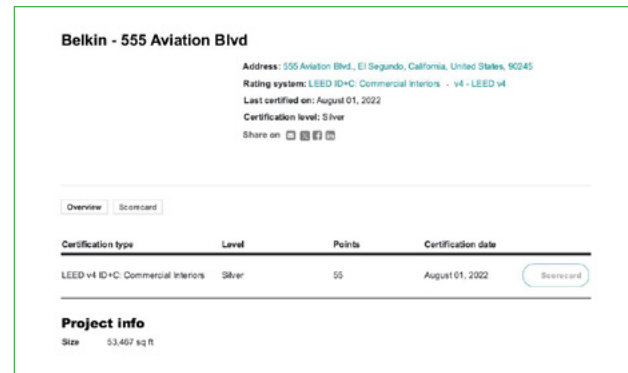 Belkin - 555 Aviation Blvd
Address: 555 Aviation Blvd., El Segundo, California, United States, 90245
Rating system: LEED ID+C: Commercial Interiors - v4 - LEED v4
Last certified on: August 01, 2022
Certification level: Silver
Share on
Overview Scorecard
Certification type Level Points Certification date
LEED v4 ID+C: Commercial Interiors Silver 55 August 01, 2022 Scorecard
Project info
Size 53,467 sq ft